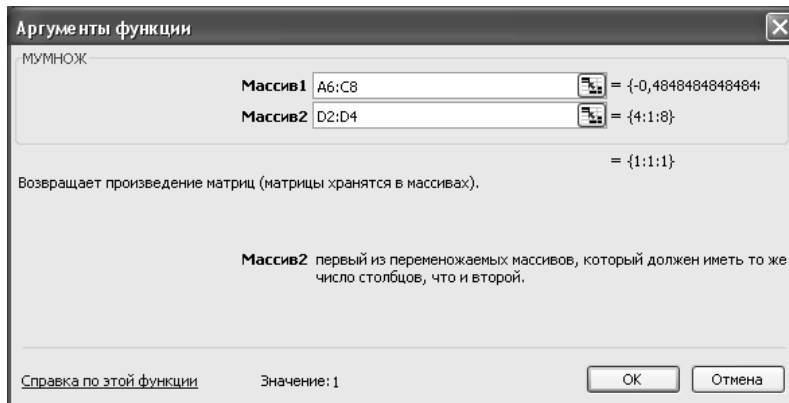 Аргументы функции
МУМНОЖ
Массив1 A6:C8 = {-0,4848484848484
Массив2 D2:D4 = {4:1:8}
= {1:1:1}
Возвращает произведение матриц (матрицы хранятся в массивах).
Массив2 первый из перемножаемых массивов, который должен иметь то же
число столбцов, что и второй.
Справка по этой функции Значение: 1 ОК Отмена